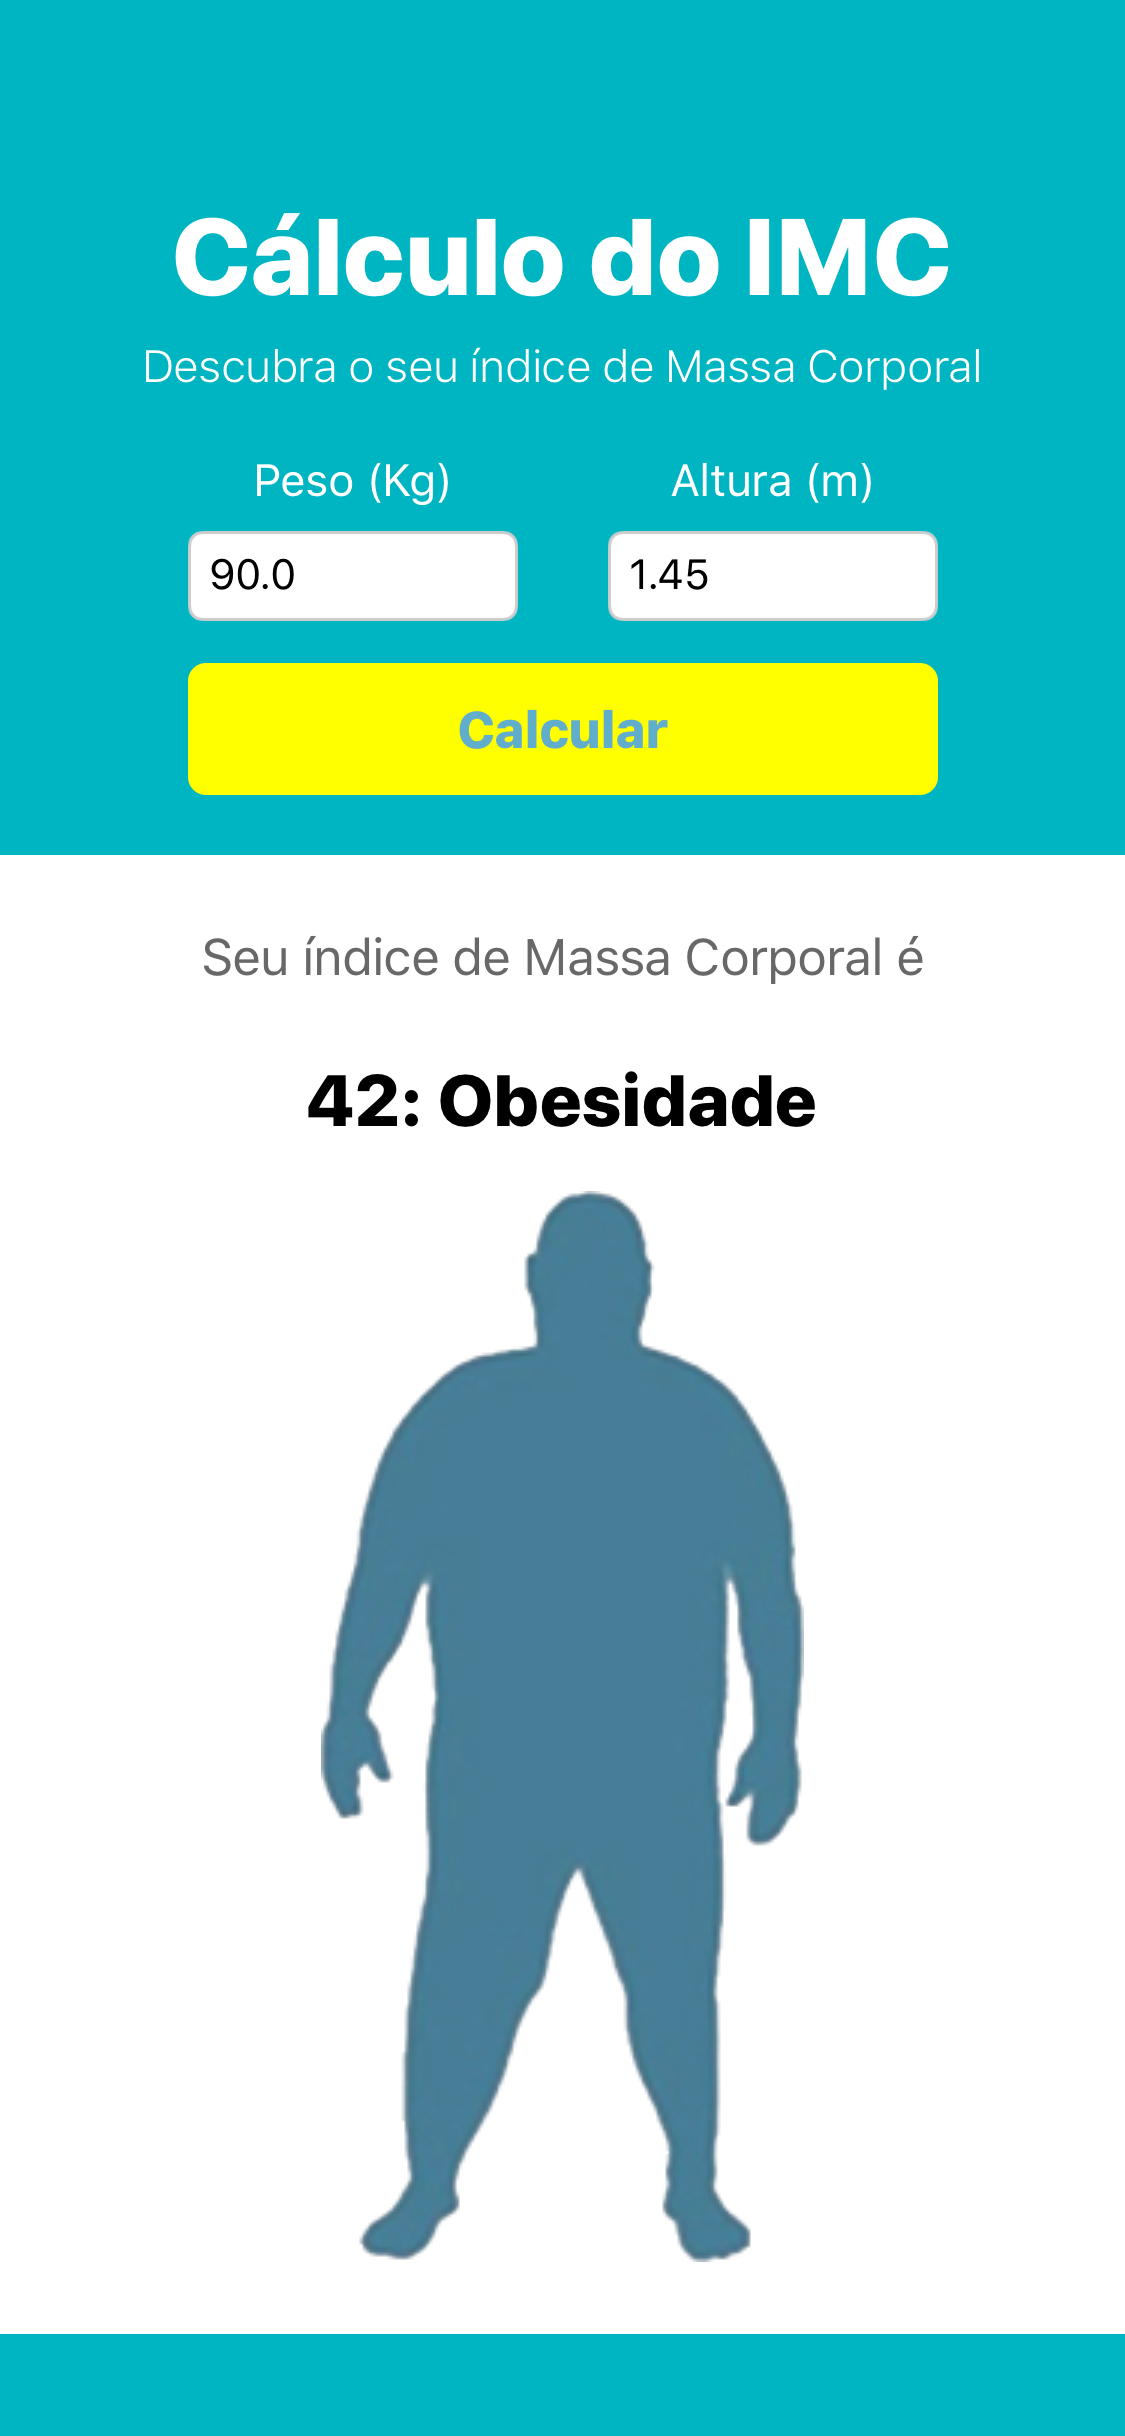 Cálculo do IMC
Descubra o seu índice de Massa Corporal
Peso (Kg) Altura (m)
90.0 1.45
Calcular
Seu índice de Massa Corporal é
42: Obesidade